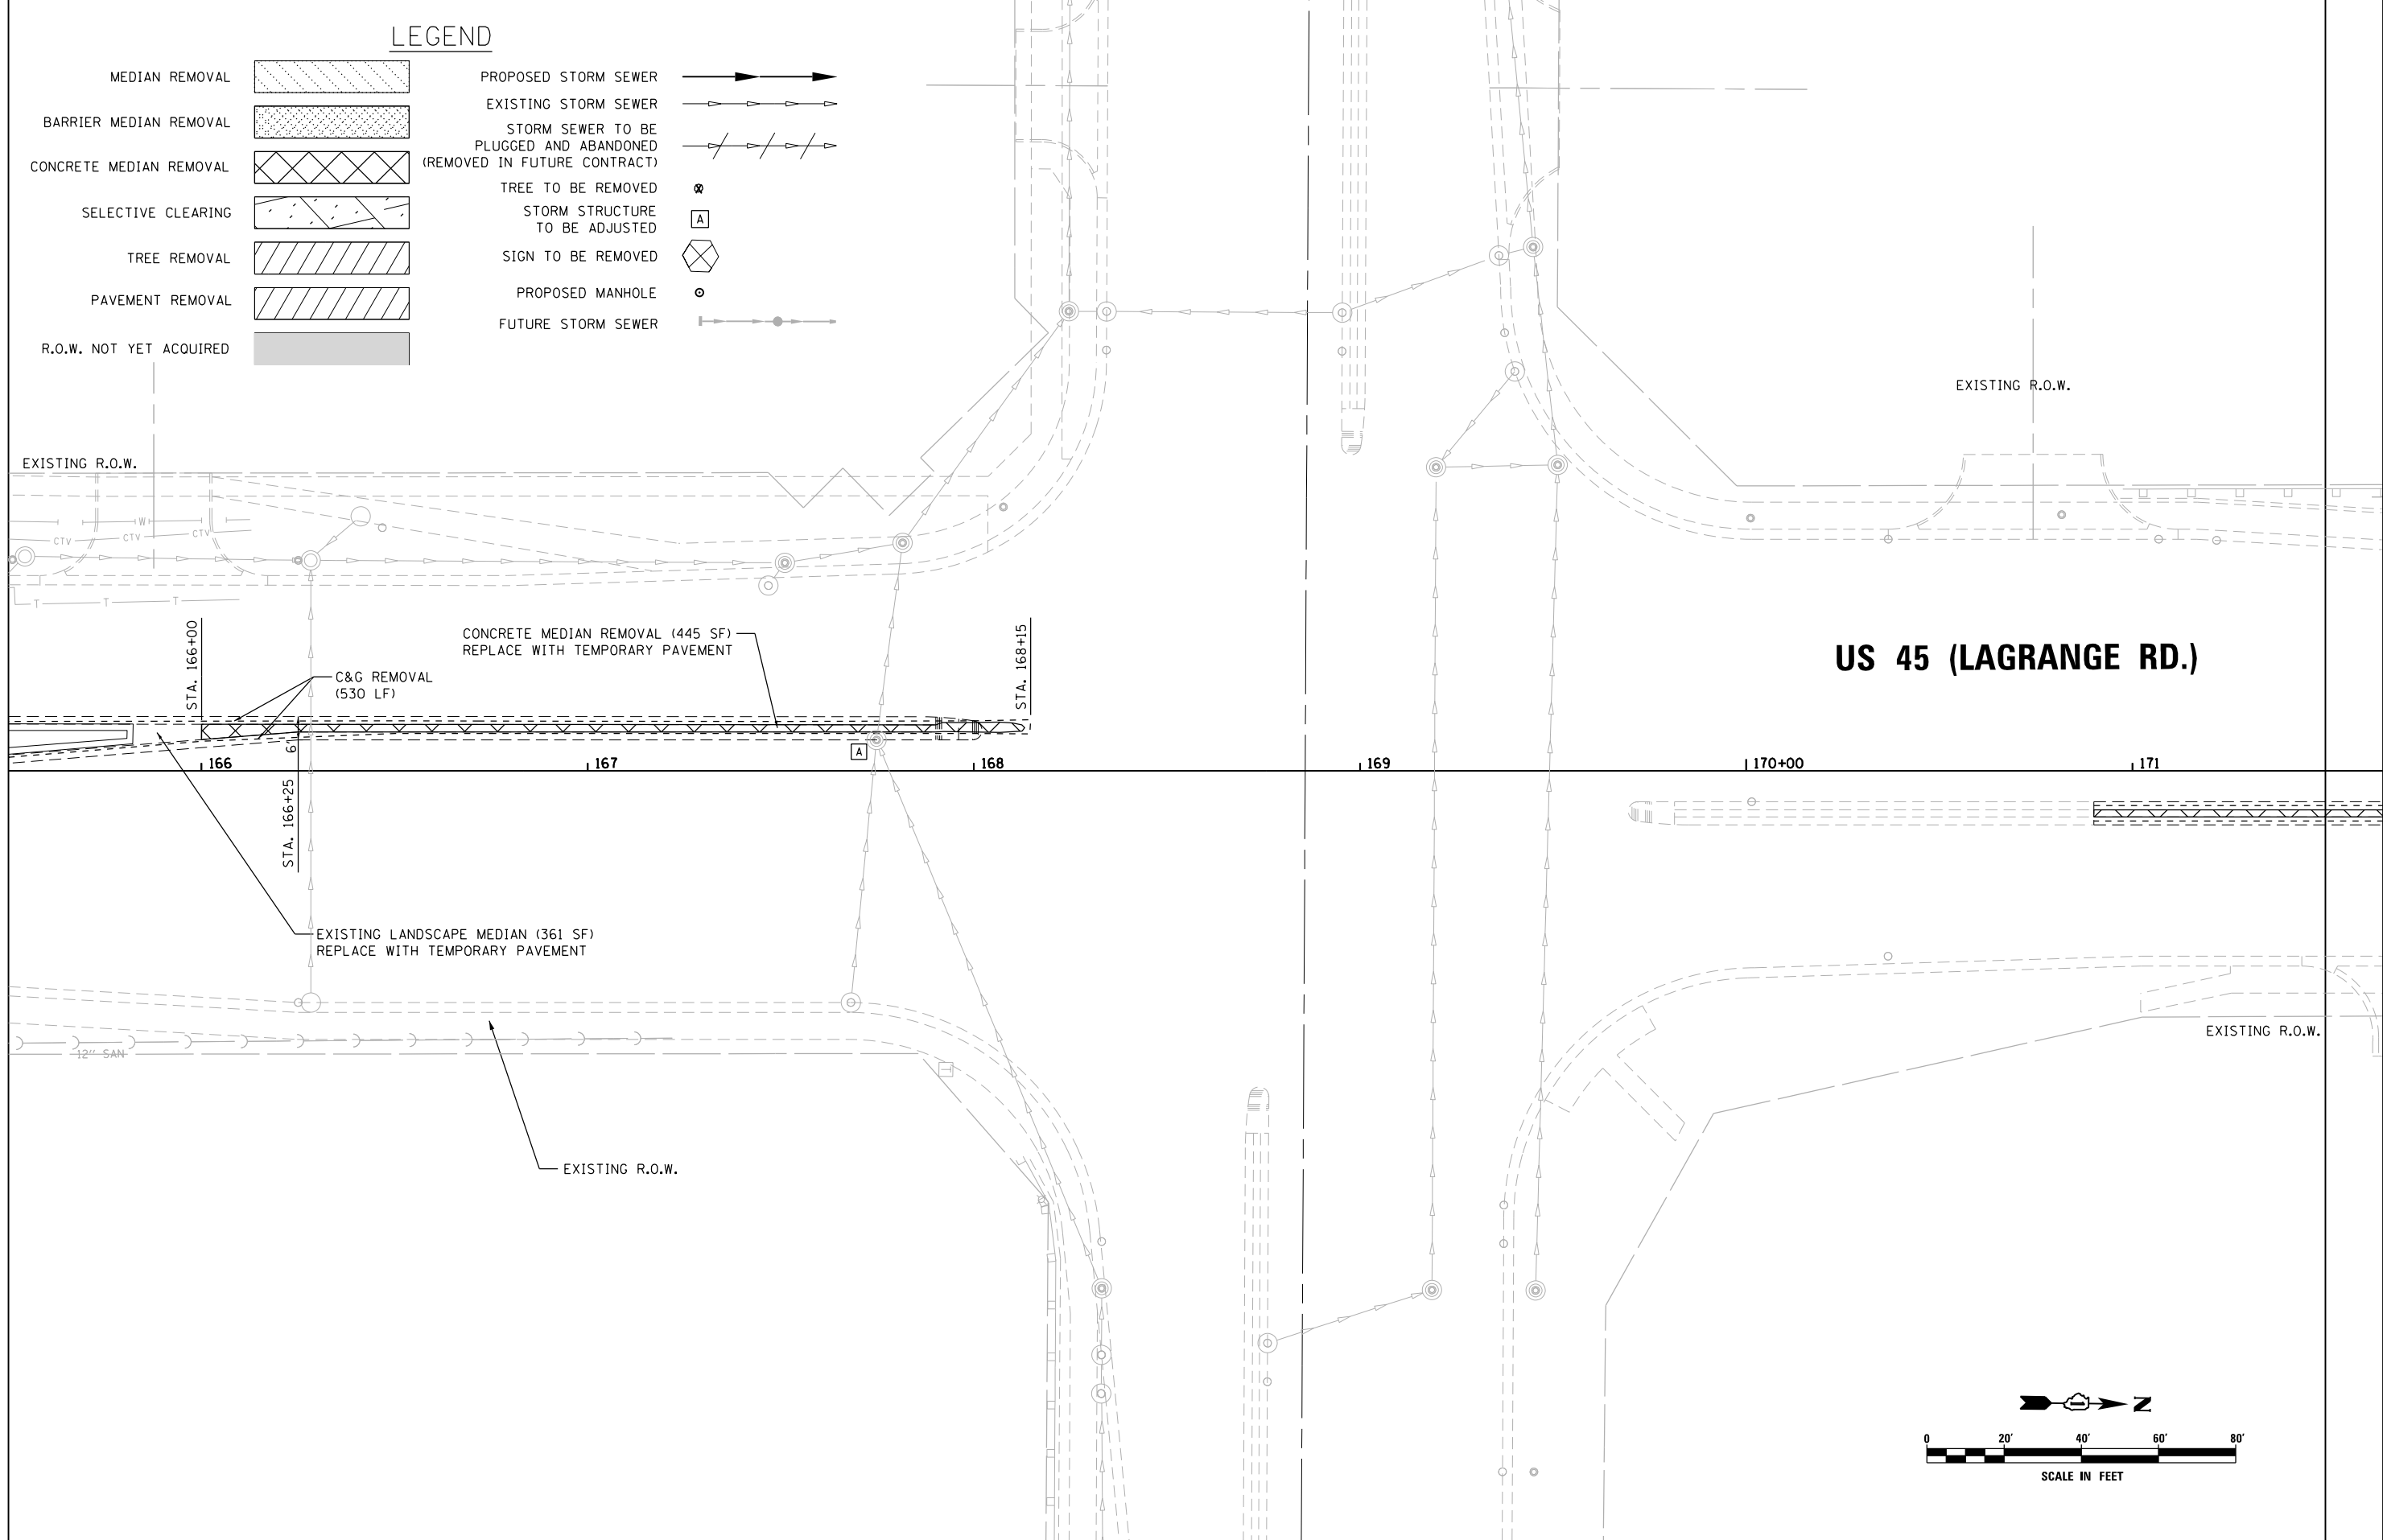 LEGEND
MEDIAN REMOVAL
BARRIER MEDIAN REMOVAL
CONCRETE MEDIAN REMOVAL
SELECTIVE CLEARING
TREE REMOVAL
PAVEMENT REMOVAL
R.O.W. NOT YET ACQUIRED
PROPOSED STORM SEWER
EXISTING STORM SEWER
STORM SEWER TO BE
PLUGGED AND ABANDONED
(REMOVED IN FUTURE CONTRACT)
TREE TO BE REMOVED
STORM STRUCTURE
TO BE ADJUSTED
A
SIGN TO BE REMOVED
PROPOSED MANHOLE
FUTURE STORM SEWER
EXISTING R.O.W.
EXISTING R.O.W.
W
CTV
CTV
CTV
T
T
T
STA. 166+00
C&G REMOVAL
(530 LF)
CONCRETE MEDIAN REMOVAL (445 SF)
REPLACE WITH TEMPORARY PAVEMENT
STA. 168+15
US 45 (LAGRANGE RD.)
6'
A
166
167
168
169
170+00
171
STA. 166+25
EXISTING LANDSCAPE MEDIAN (361 SF)
REPLACE WITH TEMPORARY PAVEMENT
12" SAN
EXISTING R.O.W.
EXISTING R.O.W.
N
0
20'
40'
60'
80'
SCALE IN FEET